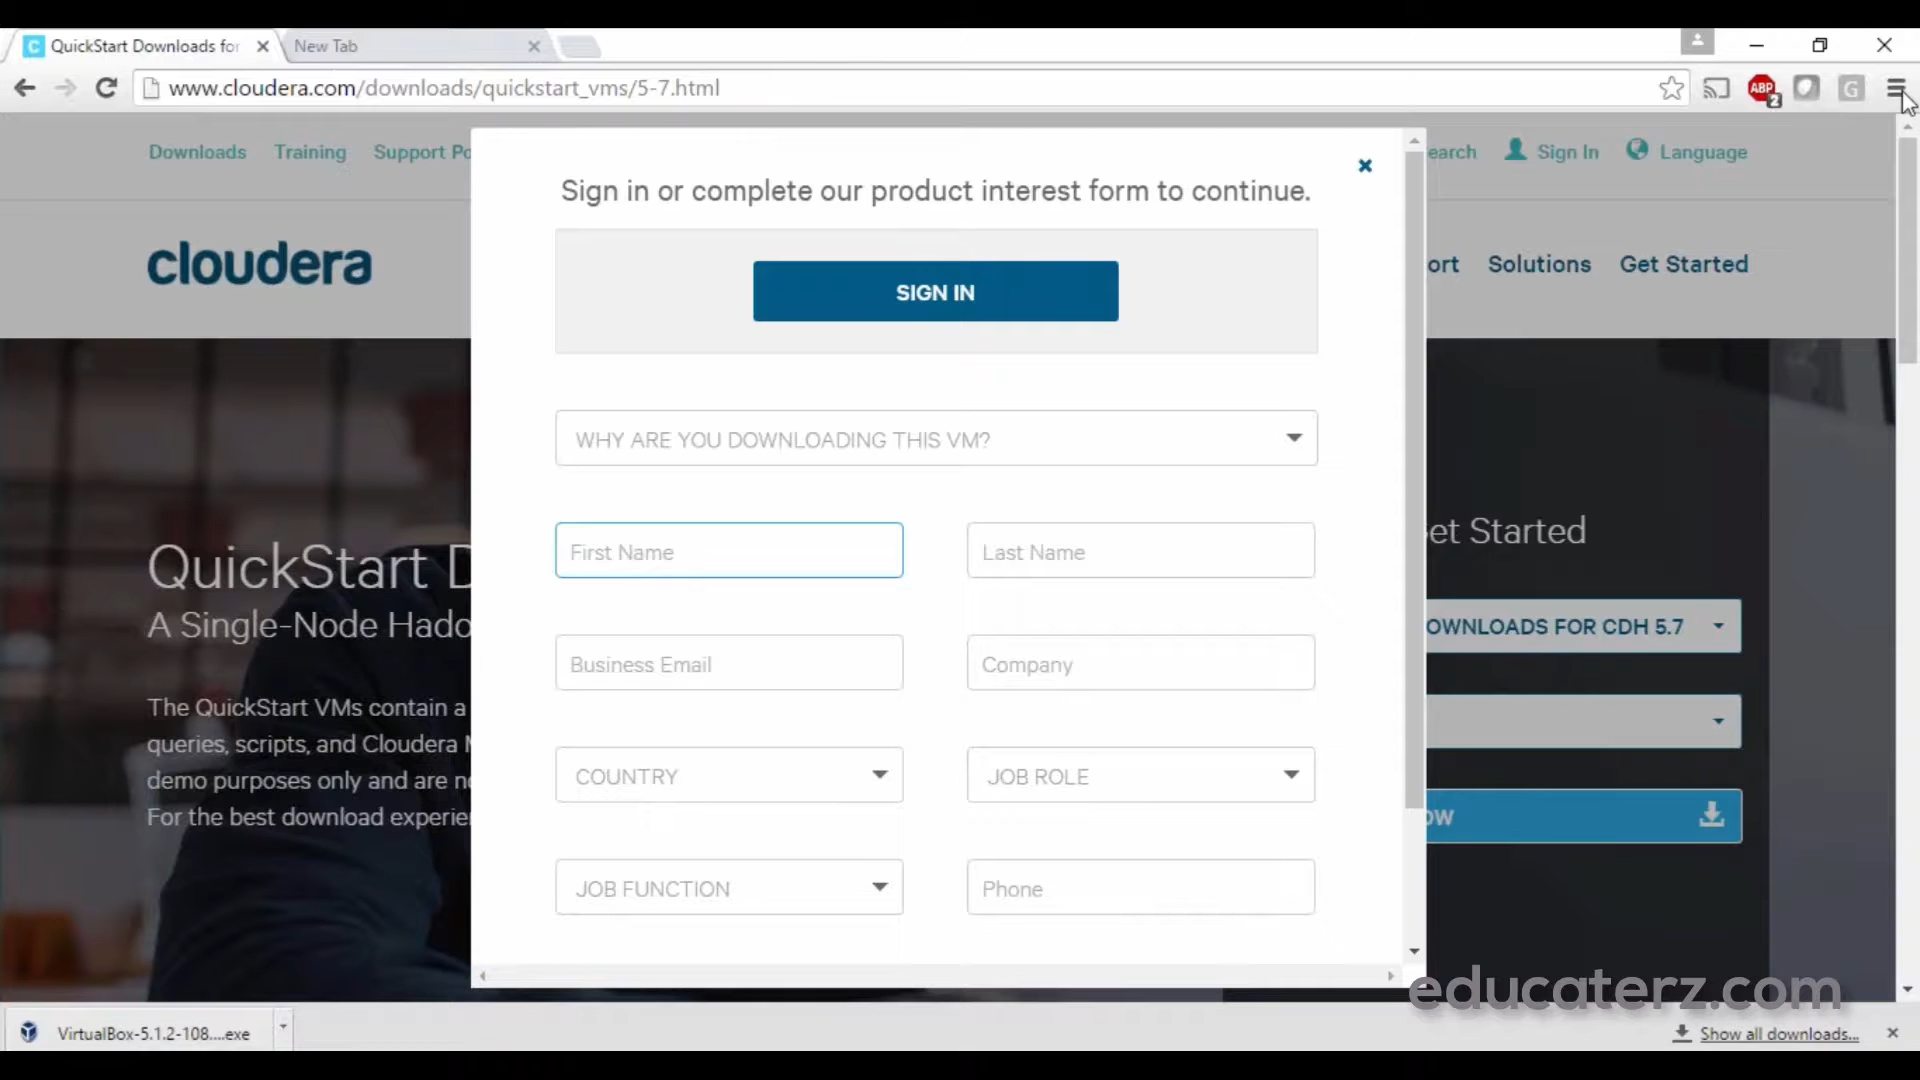 QuickStart Downloads for
New Tab
www.cloudera.com/downloads/quickstart_vms/5-7.html
ABP
2
G
Downloads
Training
Support Po
earch
Sign In
Language
cloudera
ort
Solutions
Get Started
Sign in or complete our product interest form to continue.
SIGN IN
WHY ARE YOU DOWNLOADING THIS VM?
First Name
Last Name
Business Email
Company
COUNTRY
JOB ROLE
JOB FUNCTION
Phone
QuickStart D
A Single-Node Hado
The QuickStart VMs contain a
queries, scripts, and Cloudera M
demo purposes only and are no
For the best download experie
et Started
OWNLOADS FOR CDH 5.7
OW
educaterz.com
VirtualBox-5.1.2-108....exe
Show all downloads...